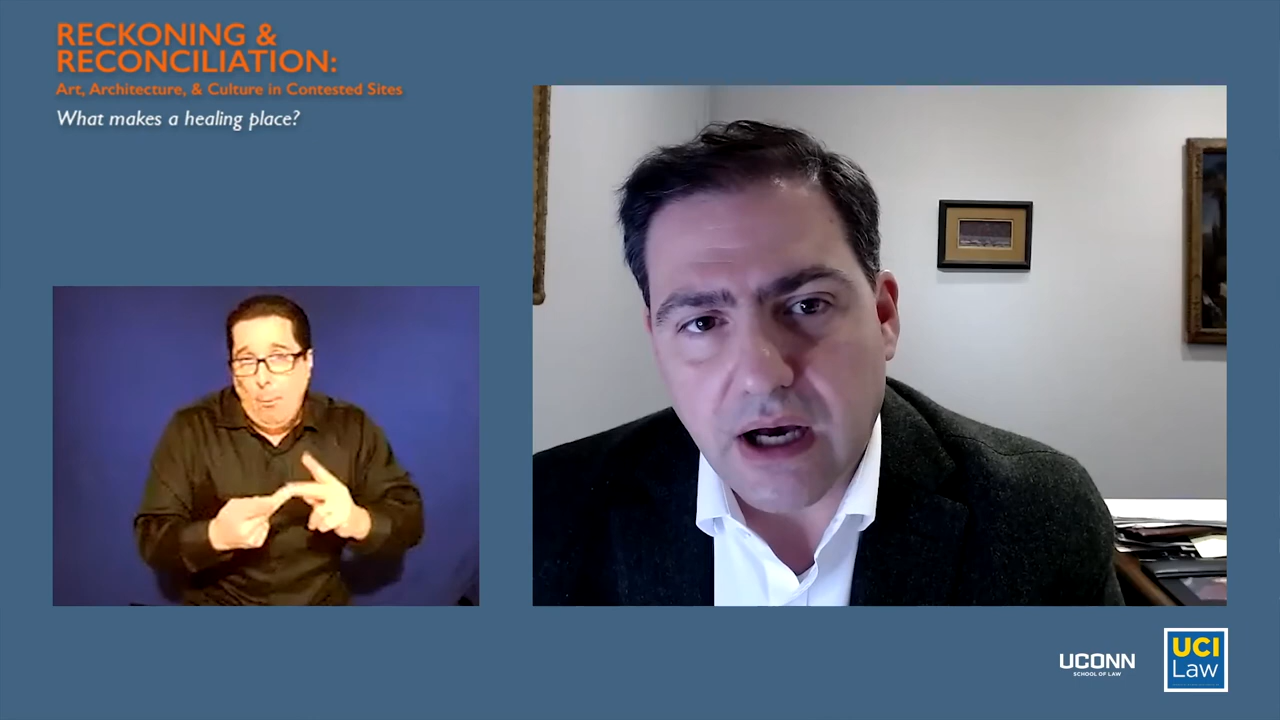 RECKONING &
RECONCILIATION:
Art, Architecture, & Culture in Contested Sites
What makes a healing place?
UCONN
SCHOOL OF LAW
UCI
Law